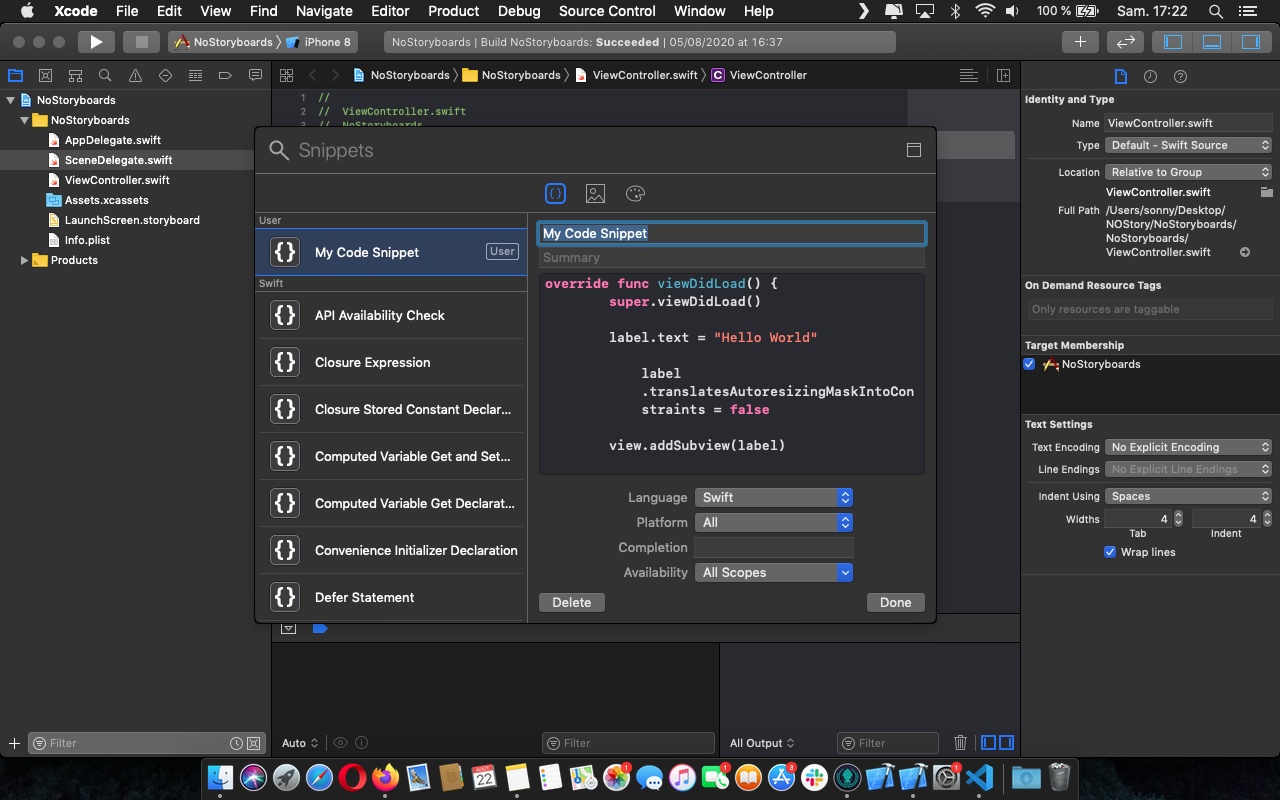 Xcode File Edit View Find Navigate Editor Product Debug Source Control Window Help 100 % Sam. 17:22
NoStoryboards iPhone 8
NoStoryboards | Build NoStoryboards: Succeeded | 05/08/2020 at 16:37
NoStoryboards
NoStoryboards
AppDelegate.swift
SceneDelegate.swift
ViewController.swift
Assets.xcassets
LaunchScreen.storyboard
Info.plist
Products
Filter
NoStoryboards NoStoryboards ViewController.swift C ViewController
1 //
2 // ViewController.swift
3 // NoStoryboards
Snippets
User
{} My Code Snippet User
Swift
{} API Availability Check
{} Closure Expression
{} Closure Stored Constant Declar...
{} Computed Variable Get and Set...
{} Computed Variable Get Declarat...
{} Convenience Initializer Declaration
{} Defer Statement
My Code Snippet
Summary
override func viewDidLoad() {
super.viewDidLoad()
label.text = "Hello World"
label
.translatesAutoresizingMaskIntoCon
straints = false
view.addSubview(label)
Language Swift
Platform All
Completion
Availability All Scopes
Delete Done
Auto
Filter
All Output
Filter
Identity and Type
Name ViewController.swift
Type Default - Swift Source
Location Relative to Group
ViewController.swift
Full Path /Users/sonny/Desktop/
NOStory/NoStoryboards/
NoStoryboards/
ViewController.swift
On Demand Resource Tags
Only resources are taggable
Target Membership
NoStoryboards
Text Settings
Text Encoding No Explicit Encoding
Line Endings No Explicit Line Endings
Indent Using Spaces
Widths 4 4
Tab Indent
Wrap lines
22
1
1
3
1